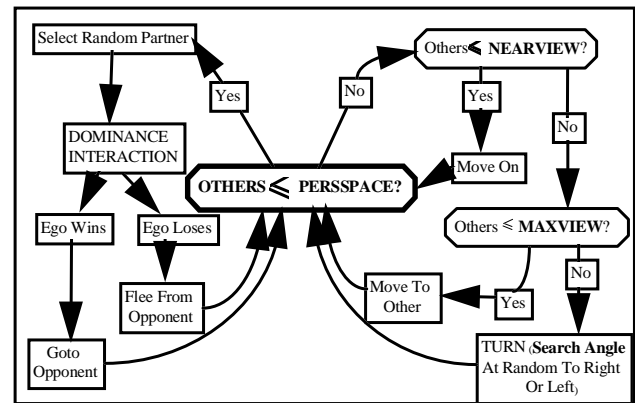 Select Random Partner
Others ⩽ NEARVIEW?
Yes
No
Yes
No
DOMINANCE
INTERACTION
OTHERS ⩽ PERSSPACE?
Move On
Ego Wins
Ego Loses
Others ≤ MAXVIEW?
Flee From
Opponent
Move To
Other
Yes
No
Goto
Opponent
TURN (Search Angle
At Random To Right
Or Left)